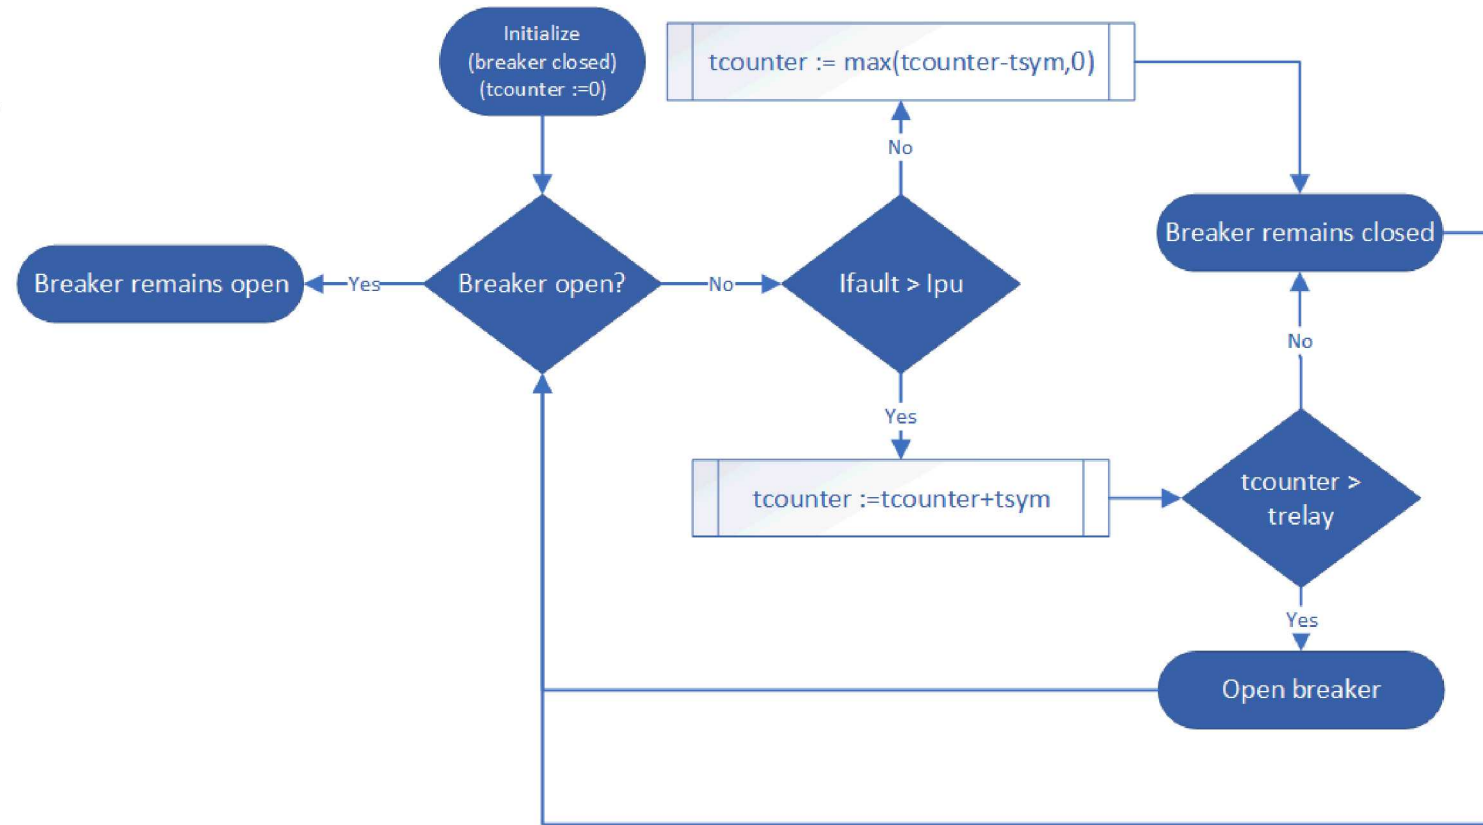 Initialize
(breaker closed)
(tcounter :=0)
tcounter := max(tcounter-tsym,0)
No
Breaker remains closed
Breaker remains open
Yes
Breaker open?
No
Ifault > Ipu
No
Yes
tcounter :=tcounter+tsym
tcounter >
trelay
Yes
Open breaker